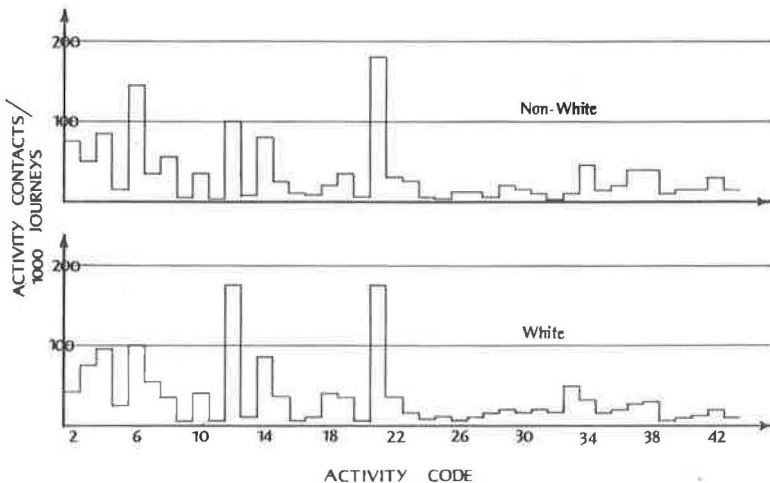 200
100
Non-White
ACTIVITY CONTACTS/
1000 JOURNEYS
200
100
White
2 6 10 14 18 22 26 30 34 38 42
ACTIVITY CODE